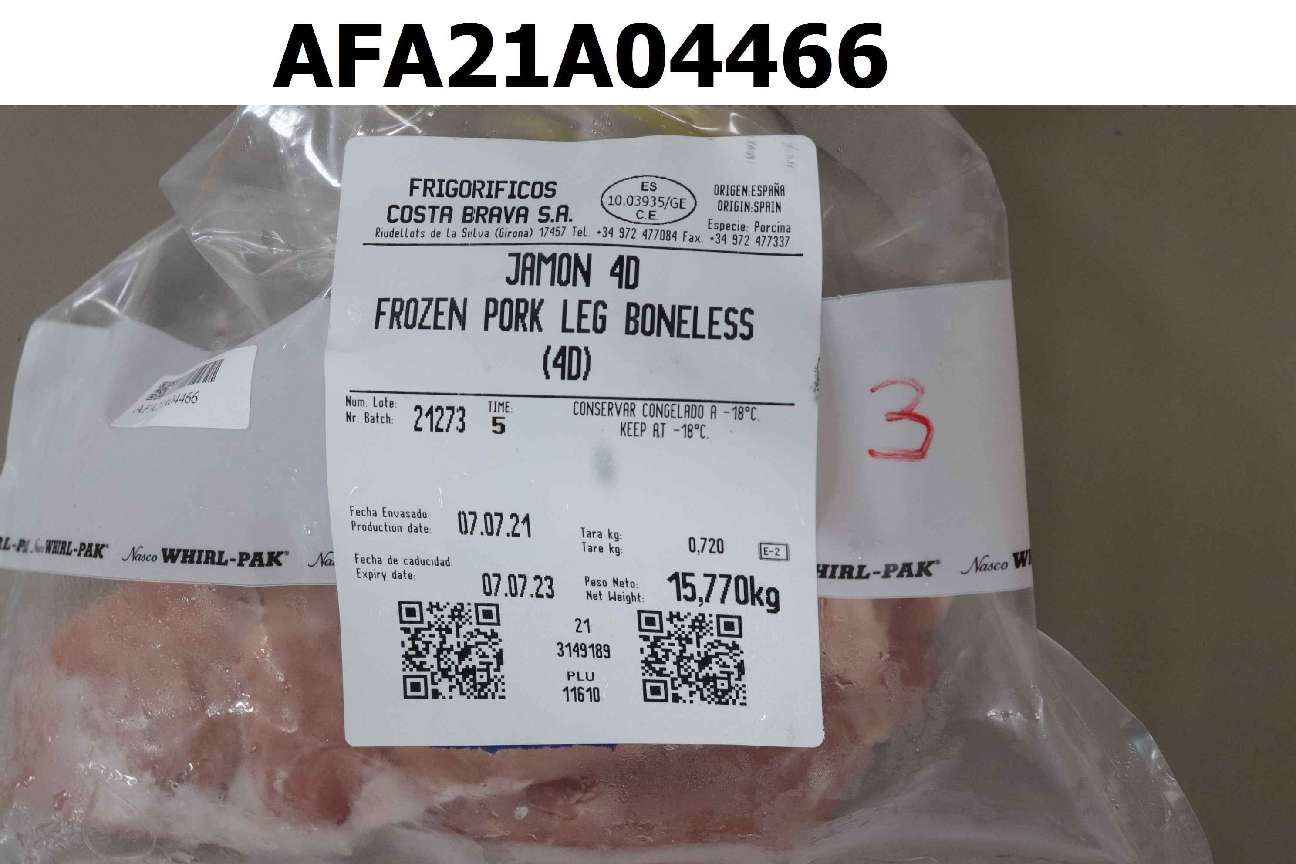 AFA21A04466
FRIGORIFICOS
COSTA BRAVA S.A.
Riudellots de la Selva (Girona) 17457 Tel. +34 972 477084 Fax. +34 972 477337
ES
10.03935/GE
C.E.
ORIGEN:ESPAÑA
ORIGIN:SPAIN
Especie: Porcina
JAMON 4D
FROZEN PORK LEG BONELESS
(4D)
Num. Lote:
Nr. Batch:
21273
TIME:
5
CONSERVAR CONGELADO A -18°C.
KEEP AT -18°C.
3
AFA21A04466
Fecha Envasado:
Production date:
07.07.21
Tara kg:
Tare kg:
0,720
E-2
Fecha de caducidad:
Expiry date:
07.07.23
Peso Neto:
Net Weight:
15,770kg
21
3149189
PLU
11610
WHIRL-PAK®
Nasco WHIRL-PAK®
Nasco
HIRL-PAK®
Nasco